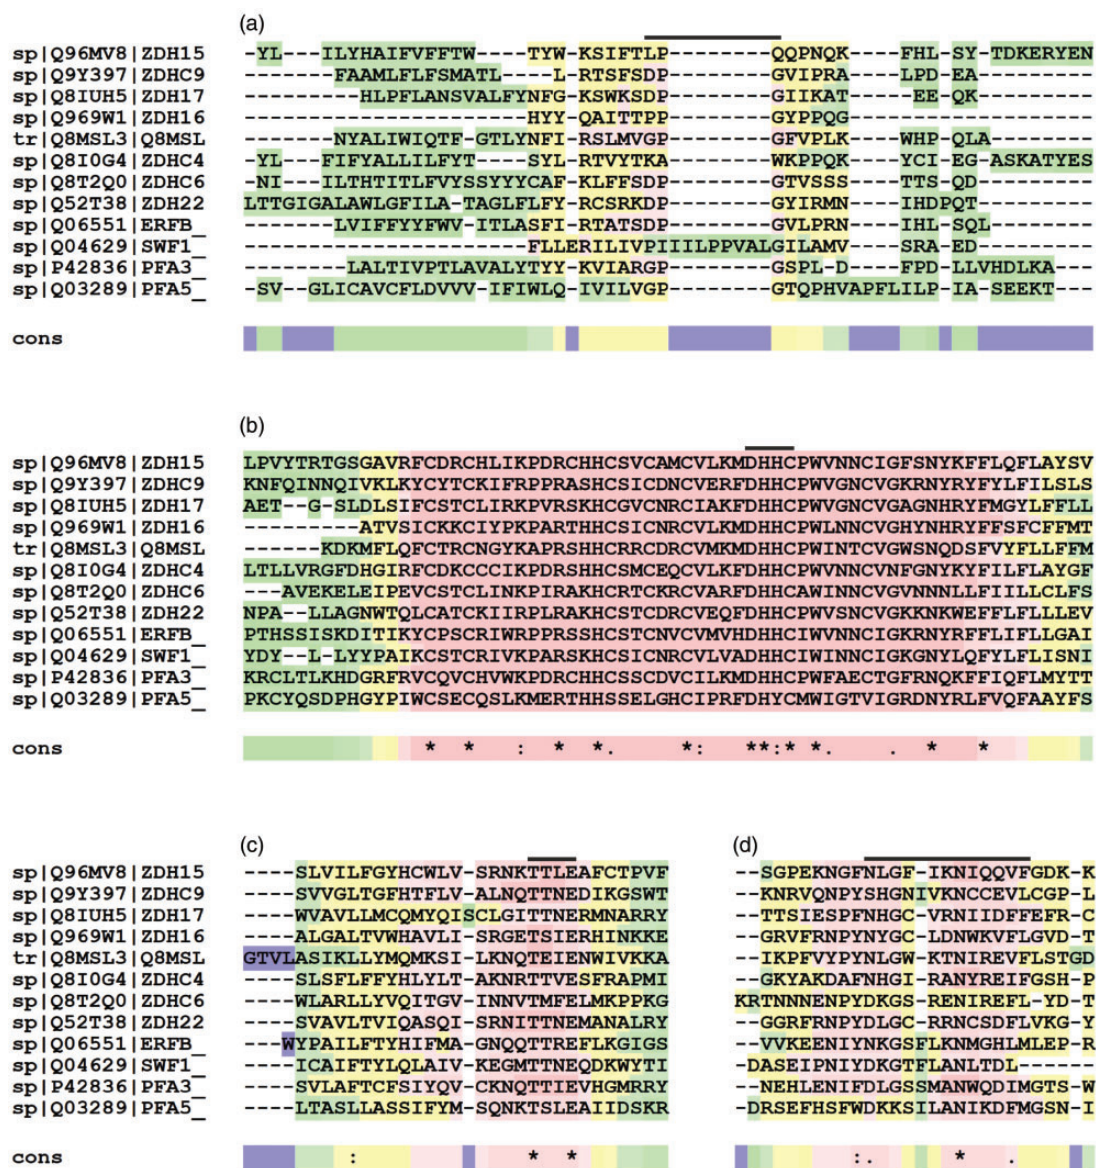 (a)
sp|Q96MV8|ZDH15 -YL---ILYHAIFVFFTW----TYW-KSIFTLP--------QQPNQK----FHL-SY-TDKERYEN
sp|Q9Y397|ZDHC9 -------FAAMLFLFSMATL----L-RTSFSDP--------GVIPRA----LPD-EA---------
sp|Q8IUH5|ZDH17 ---------HLPFLANSVALFYNFG-KSWKSDP--------GIIKAT-----EE-QK---------
sp|Q969W1|ZDH16 ----------------------HYY-QAITTPP--------GYPPQG-------------------
tr|Q8MSL3|Q8MSL -------NYALIWIQTF-GTLYNFI-RSLMVGP--------GFVPLK----WHP-QLA--------
sp|Q8I0G4|ZDHC4 -YL---FIFYALLILFYT----SYL-RTVYTKA--------WKPPQK----YCI-EG-ASKATYES
sp|Q8T2Q0|ZDHC6 -NI---ILTHTITLFVYSSYYYCAF-KLFFSDP--------GTVSSS----TTS-QD---------
sp|Q52T38|ZDH22 LTTGIGALAWLGFILA-TAGLFLFY-RCSRKDP--------GYIRMN----IHDPQT---------
sp|Q06551|ERFB_ -------LVIFFYYFWV-ITLASFI-RTATSDP--------GVLPRN----IHL-SQL--------
sp|Q04629|SWF1_ ----------------------FLLERILIVPIIILPPVALGILAMV----SRA-ED---------
sp|P42836|PFA3_ --------LALTIVPTLAVALYTYY-KVIARGP--------GSPL-D----FPD-LLVHDLKA---
sp|Q03289|PFA5_ -SV--GLICAVCFLDVVV-IFIWLQ-IVILVGP--------GTQPHVAPFLILP-IA-SEEKT---
cons
(b)
sp|Q96MV8|ZDH15 LPVYTRTGSGAVRFCDRCHLIKPDRCHHCSVCAMCVLKMDHHCPWVNNCIGFSNYKFFLQFLAYSV
sp|Q9Y397|ZDHC9 KNFQINNQIVKLKYCYTCKIFRPPRASHCSICDNCVERFDHHCPWVGNCVGKRNYRYFYLFILSLS
sp|Q8IUH5|ZDH17 AET--G-SLDLSIFCSTCLIRKPVRSKHCGVCNRCIAKFDHHCPWVGNCVGAGNHRYFMGYLFFLL
sp|Q969W1|ZDH16 ---------ATVSICKKCIYPKPARTHHCSICNRCVLKMDHHCPWLNNCVGHYNHRYFFSFCFFMT
tr|Q8MSL3|Q8MSL ------KDKMFLQFCTRCNGYKAPRSHHCRRCDRCVMKMDHHCPWINTCVGWSNQDSFVYFLLFFM
sp|Q8I0G4|ZDHC4 LTLLVRGFDHGIRFCDKCCCIKPDRSHHCSMCEQCVLKFDHHCPWVNNCVNFGNYKYFILFLAYGF
sp|Q8T2Q0|ZDHC6 ---AVEKELEIPEVCSTCLINKPIRAKHCRTCKRCVARFDHHCAWINNCVGVNNNLLFIILLCLFS
sp|Q52T38|ZDH22 NPA--LLAGNWTQLCATCKIIRPLRAKHCSTCDRCVEQFDHHCPWVSNCVGKKNKWEFFLFLLLEV
sp|Q06551|ERFB_ PTHSSISKDITIKYCPSCRIWRPPRSSHCSTCNVCVMVHDHHCIWVNNCIGKRNYRFFLIFLLGAI
sp|Q04629|SWF1_ YDY--L-LYYPAIKCSTCRIVKPARSKHCSICNRCVLVADHHCIWINNCIGKGNYLQFYLFLISNI
sp|P42836|PFA3_ KRCLTLKHDGRFRVCQVCHVWKPDRCHHCSSCDVCILKMDHHCPWFAECTGFRNQKFFIQFLMYTT
sp|Q03289|PFA5_ PKCYQSDPHGYPIWCSECQSLKMERTHHSSELGHCIPRFDHYCMWIGTVIGRDNYRLFVQFAAYFS
cons * * : * * . *: **:* *. . * *
(c) (d)
sp|Q96MV8|ZDH15 ----SLVILFGYHCWLV-SRNKTTLEAFCTPVF --SGPEKNGFNLGF-IKNIQQVFGDK-K
sp|Q9Y397|ZDHC9 ----SVVGLTGFHTFLV-ALNQTTNEDIKGSWT --KNRVQNPYSHGNIVKNCCEVLCGP-L
sp|Q8IUH5|ZDH17 ----WVAVLLMCQMYQISCLGITTNERMNARRY --TTSIESPFNHGC-VRNIIDFFEFR-C
sp|Q969W1|ZDH16 ----ALGALTVWHAVLI-SRGETSIERHINKKE --GRVFRNPYNYGC-LDNWKVFLGVD-T
tr|Q8MSL3|Q8MSL GTVLASIKLLYMQMKSI-LKNQTEIENWIVKKA --IKPFVYPYNLGW-KTNIREVFLSTGD
sp|Q8I0G4|ZDHC4 ----SLSFLFFFYHLYLT-AKNRTTVESFRAPMI --GKYAKDAFNHGI-RANYREIFGSH-P
sp|Q8T2Q0|ZDHC6 ----WLARLLYVQITGV-INNVTMFELMKPPKG KRTNNNENPYDKGS-RENIREFL-YD-T
sp|Q52T38|ZDH22 ----SVAVLTVIQASQI-SRNITTNEMANALRY --GGRFRNPYDLGC-RRNCSDFLVKG-Y
sp|Q06551|ERFB_ ---WYPAILFTYHIFMA-GNQQTTREFLKGIGS --VVKEENIYNKGSFLKNMGHLMLEP-R
sp|Q04629|SWF1_ ----ICAIFTYLQLAIV-KEGMTTNEQDKWYTI -DASEIPNIYDKGTFLANLTDL------
sp|P42836|PFA3_ ----SVLAFTCFSIYQV-CKNQTTIEVHGMRRY --NEHLENIFDLGSSMANWQDIMGTS-W
sp|Q03289|PFA5_ ----LTASLLASSIFYM-SQNKTSLEAIIDSKR -DRSEFHSFWDKKSILANIKDFMGSN-I
cons : * * :. * .